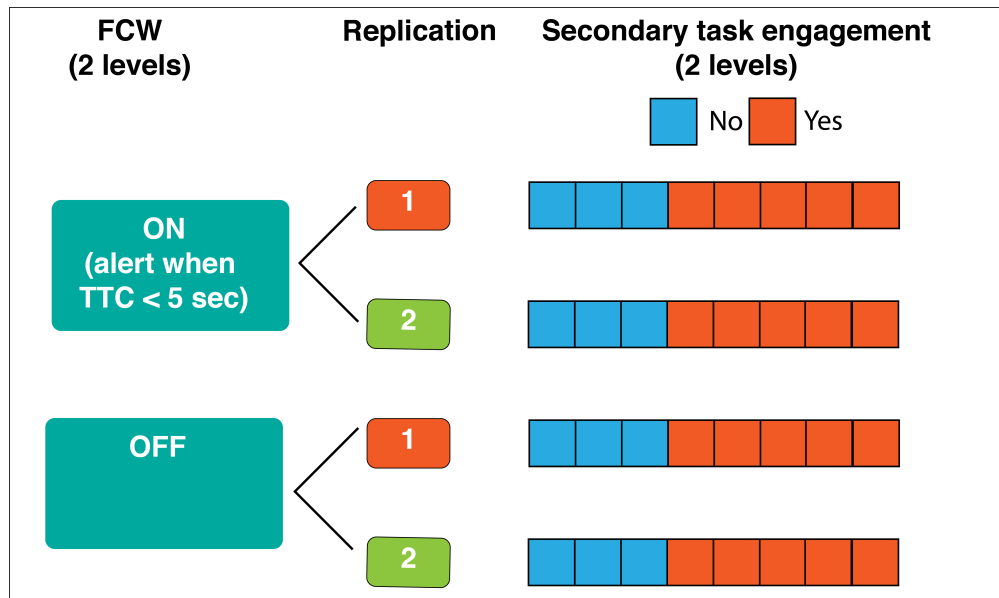 FCW
(2 levels)
Replication
Secondary task engagement
(2 levels)
No
Yes
ON
(alert when
TTC < 5 sec)
1
2
OFF
1
2